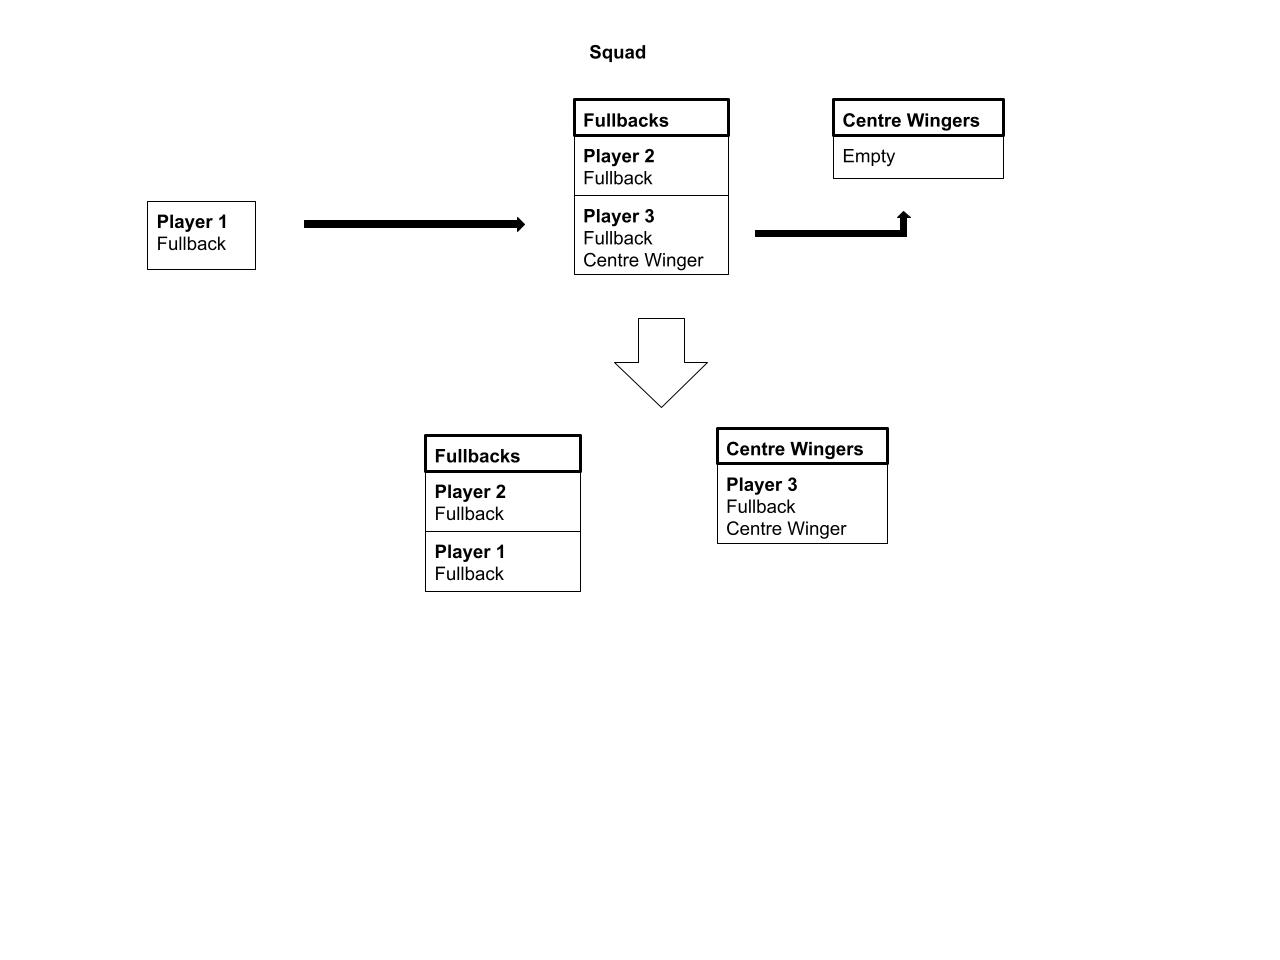 Squad
Fullbacks
Player 2
Fullback
Player 3
Fullback
Centre Winger
Centre Wingers
Empty
Player 1
Fullback
Fullbacks
Player 2
Fullback
Player 1
Fullback
Centre Wingers
Player 3
Fullback
Centre Winger